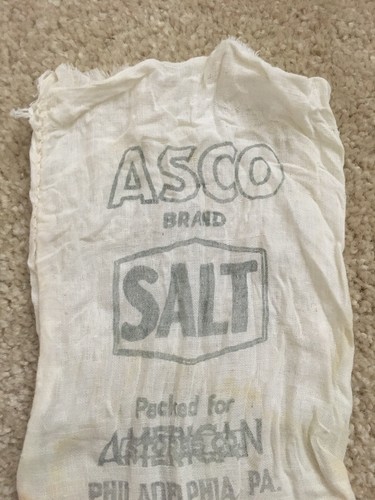 ASCO
BRAND
SALT
Packed for
AMERICAN
PHILADELPHIA, PA.